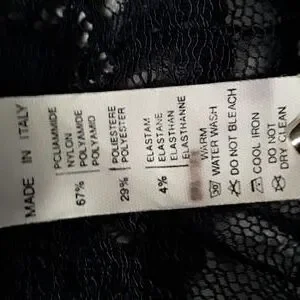 MADE IN ITALY
POLIAMMIDE
NYLON
POLYAMID
67%
POLIESTERE
POLYESTER
29%
ELASTAM
ELASTANE
ELASTHAN
ELASTHANNE
4%
WARM
WATER WASH
30
DO NOT BLEACH
COOL IRON
DO NOT
DRY CLEAN